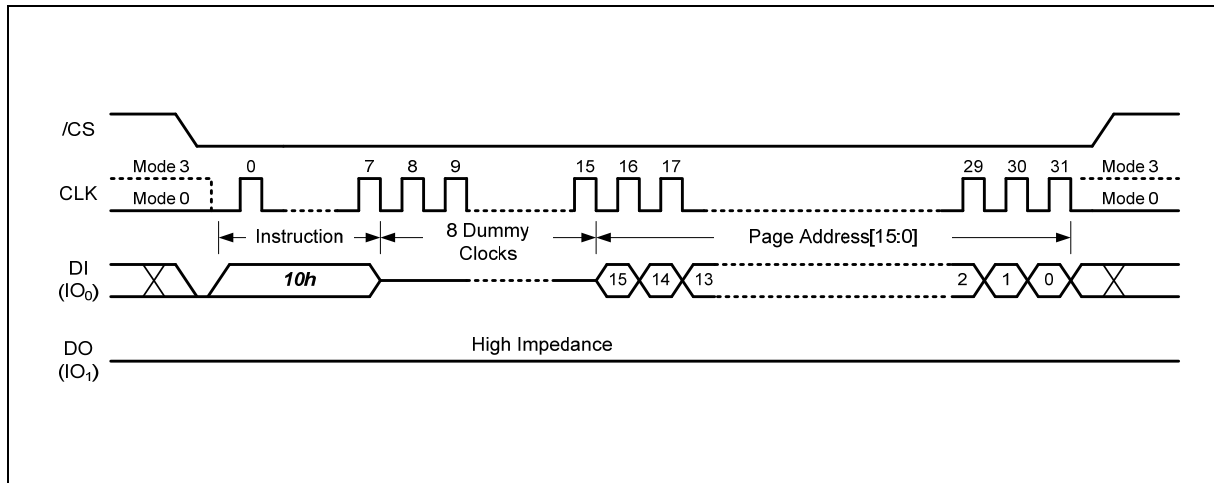 /CS
Mode 3 0 7 8 9 15 16 17 29 30 31 Mode 3
CLK
Mode 0 Mode 0
Instruction 8 Dummy Clocks Page Address[15:0]
DI
(IO₀)
10h 15 14 13 2 1 0
High Impedance
DO
(IO₁)